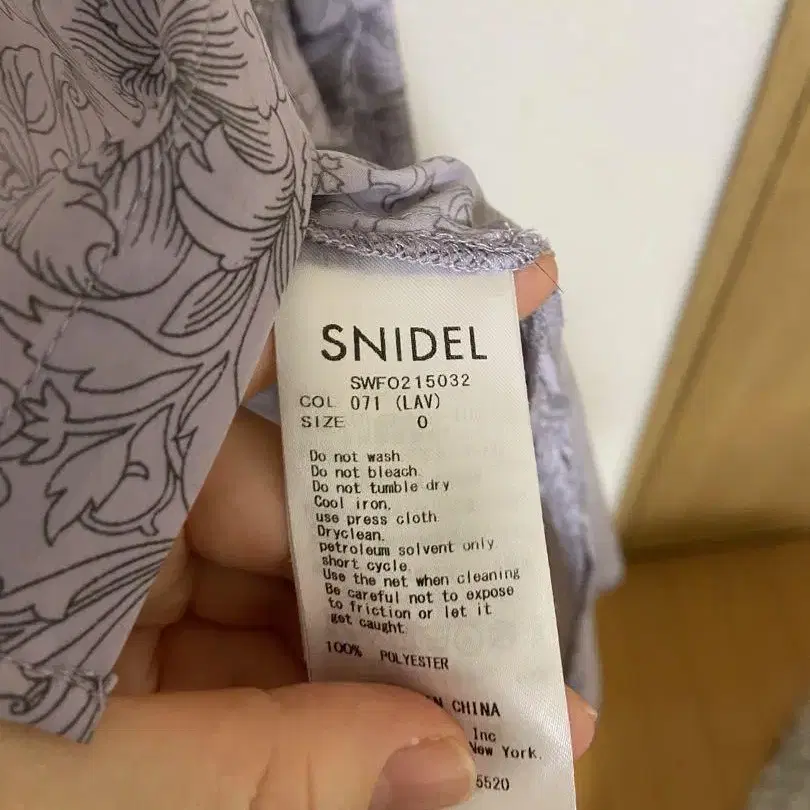 SNIDEL
SWFO215032
COL 071 (LAV)
SIZE 0
Do not wash.
Do not bleach.
Do not tumble dry
Cool iron,
use press cloth.
Dryclean.
petroleum solvent only.
short cycle.
Use the net when cleaning
Be careful not to expose
to friction or let it
get caught.
100% POLYESTER
CHINA
Inc
New York.
5520